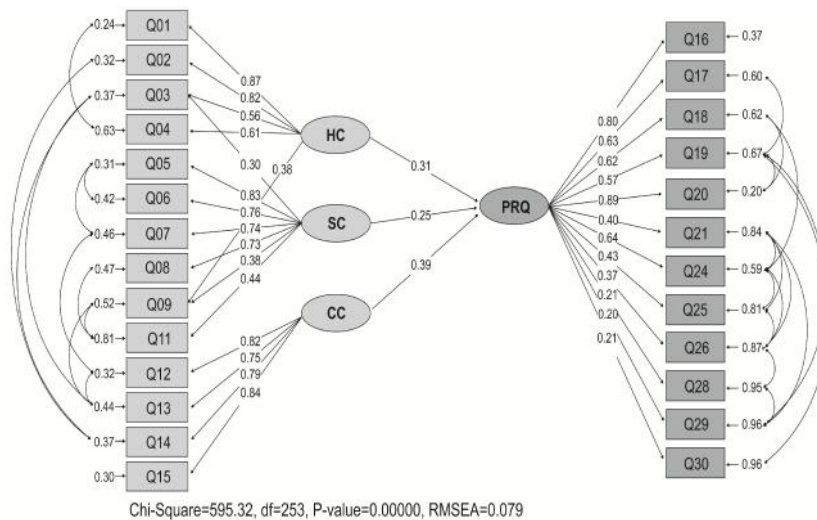 0.24 Q01
0.32 Q02
0.37 Q03
0.63 Q04
0.31 Q05
0.42 Q06
0.46 Q07
0.47 Q08
0.52 Q09
0.81 Q11
0.32 Q12
0.44 Q13
0.37 Q14
0.30 Q15
0.87
0.82
0.56
0.61
0.30
0.38
0.83
0.76
0.74
0.73
0.38
0.44
0.82
0.75
0.79
0.84
HC
SC
CC
0.31
0.25
0.39
PRQ
0.80
0.63
0.62
0.57
0.89
0.40
0.64
0.43
0.37
0.21
0.20
0.21
Q16 0.37
Q17 0.60
Q18 0.62
Q19 0.67
Q20 0.20
Q21 0.84
Q24 0.59
Q25 0.81
Q26 0.87
Q28 0.95
Q29 0.96
Q30 0.96
Chi-Square=595.32, df=253, P-value=0.00000, RMSEA=0.079